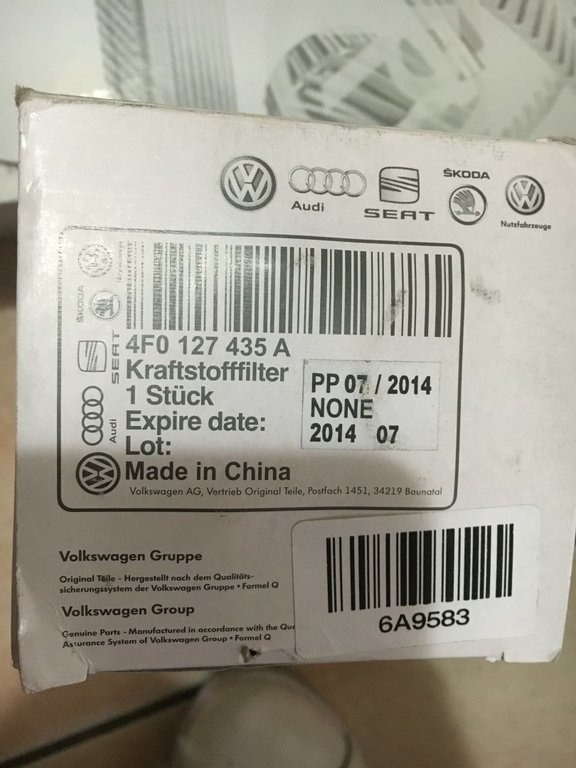 Audi
SEAT
ŠKODA
Nutzfahrzeuge
4F0 127 435 A
Kraftstofffilter
1 Stück
Expire date:
Lot:
Made in China
PP 07 / 2014
NONE
2014 07
Volkswagen AG, Vertrieb Original Teile, Postfach 1451, 34219 Baunatal
ŠKODA
SEAT
Audi
Volkswagen Gruppe
Original Teile - Hergestellt nach dem Qualitäts-
sicherungssystem der Volkswagen Gruppe • Formel Q
Volkswagen Group
Genuine Parts - Manufactured in accordance with the
Assurance System of Volkswagen Group • Formel Q
6A9583